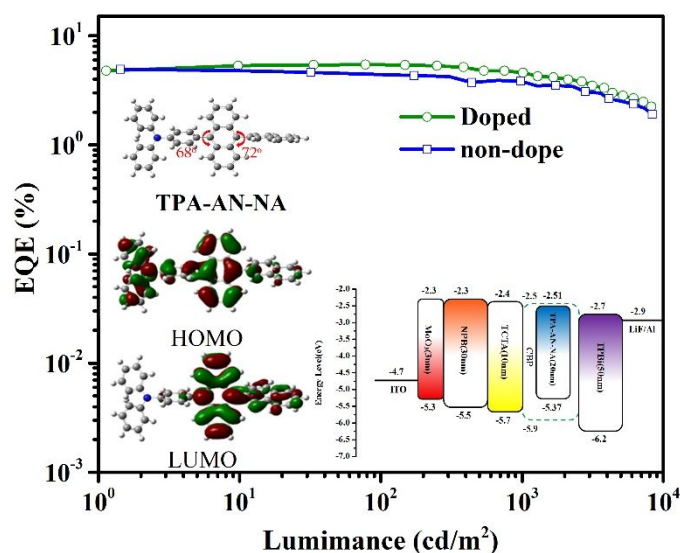 10¹
10⁰
10⁻¹
10⁻²
10⁻³
EQE (%)
Doped
non-dope
68°
72°
TPA-AN-NA
HOMO
LUMO
-2.0
-2.5
-3.0
-3.5
-4.0
-4.5
-5.0
-5.5
-6.0
-6.5
-7.0
Energy Level(eV)
-4.7
ITO
-2.3
MoO₃(3nm)
-5.3
-2.3
NPB(30nm)
-5.5
-2.4
TCTA(10nm)
-5.7
-2.5
CBP
-5.9
-2.51
TPA-AN-NA(20nm)
-5.37
-2.7
TPBi(50nm)
-6.2
-2.9
LiF/Al
10⁰
10¹
10²
10³
10⁴
Lumimance (cd/m²)